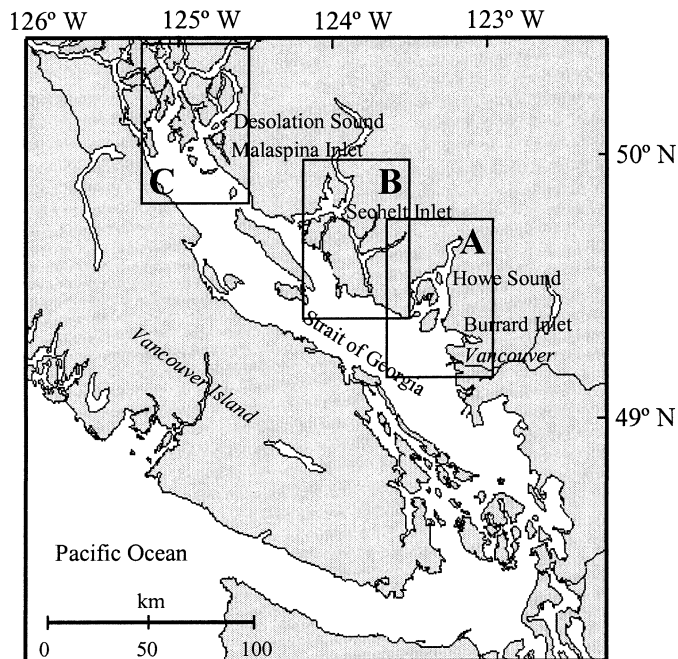 126º W 125º W 124º W 123º W
Desolation Sound
Malaspina Inlet
50º N
C
B
Sechelt Inlet
A
Howe Sound
Strait of Georgia
Burrard Inlet
Vancouver
Vancouver Island
49º N
Pacific Ocean
km
0 50 100